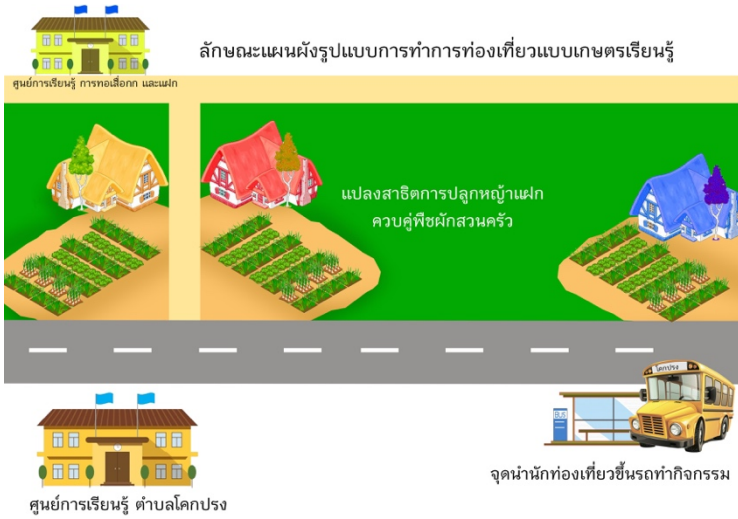 ลักษณะแผนผังรูปแบบการทำการท่องเที่ยวแบบเกษตรเรียนรู้
ศูนย์การเรียนรู้ การทอเสื่อกก และแฝก
แปลงสาธิตการปลูกหญ้าแฝก
ควบคู่พืชผักสวนครัว
โคกปรง
BUS
จุดนำนักท่องเที่ยวขึ้นรถทำกิจกรรม
ศูนย์การเรียนรู้ ตำบลโคกปรง